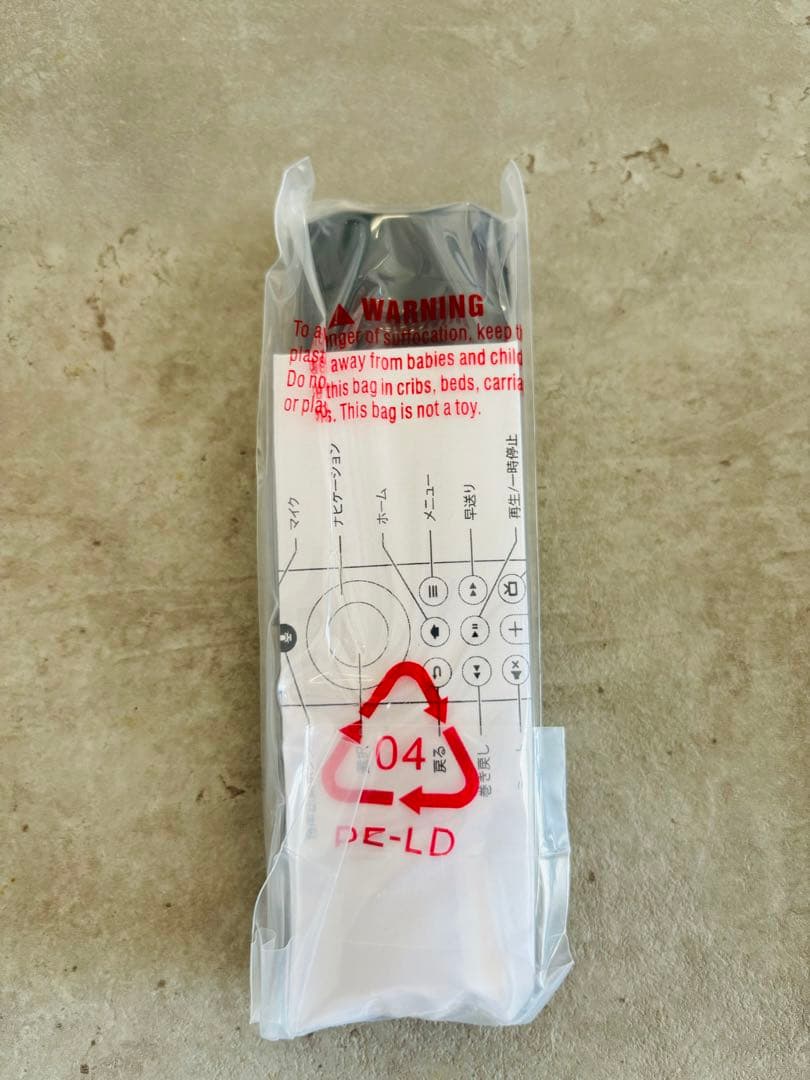 WARNING
To a nger of suffocation, keep th
plast away from babies and child
Do no this bag in cribs, beds, carria
or pla s. This bag is not a toy.
マイク
ナビゲーション
ホーム
メニュー
早送り
再生/一時停止
戻る
巻き戻し
04
PE-LD